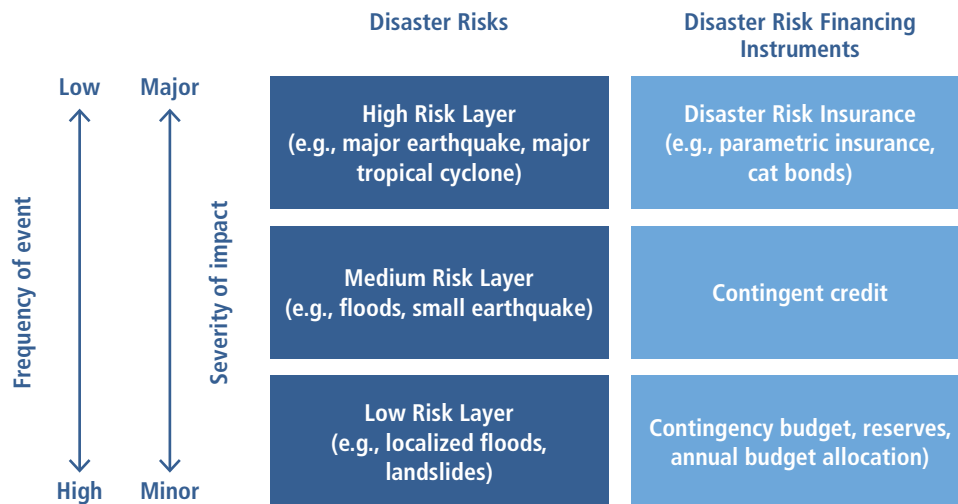 Disaster Risks
Disaster Risk Financing
Instruments
Low
Major
Frequency of event
Severity of impact
High
Minor
High Risk Layer
(e.g., major earthquake, major
tropical cyclone)
Disaster Risk Insurance
(e.g., parametric insurance,
cat bonds)
Medium Risk Layer
(e.g., floods, small earthquake)
Contingent credit
Low Risk Layer
(e.g., localized floods,
landslides)
Contingency budget, reserves,
annual budget allocation)